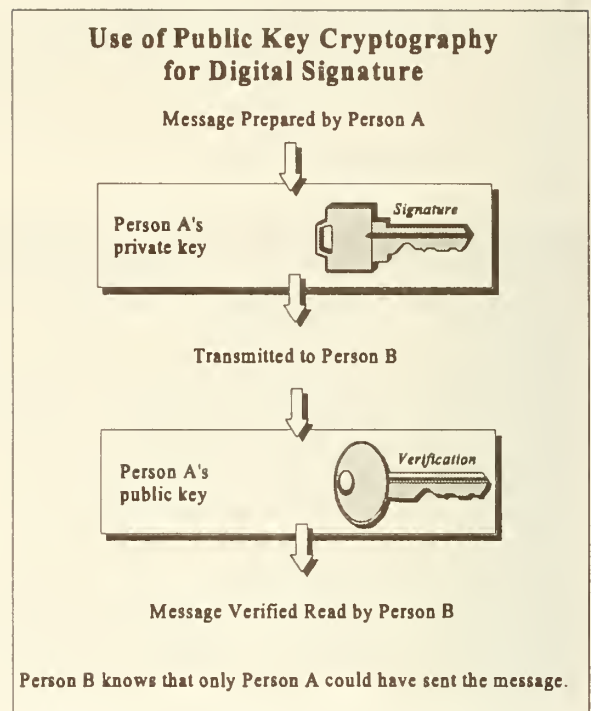 Use of Public Key Cryptography
for Digital Signature
Message Prepared by Person A
Person A's
private key
Signature
Transmitted to Person B
Person A's
public key
Verification
Message Verified Read by Person B
Person B knows that only Person A could have sent the message.